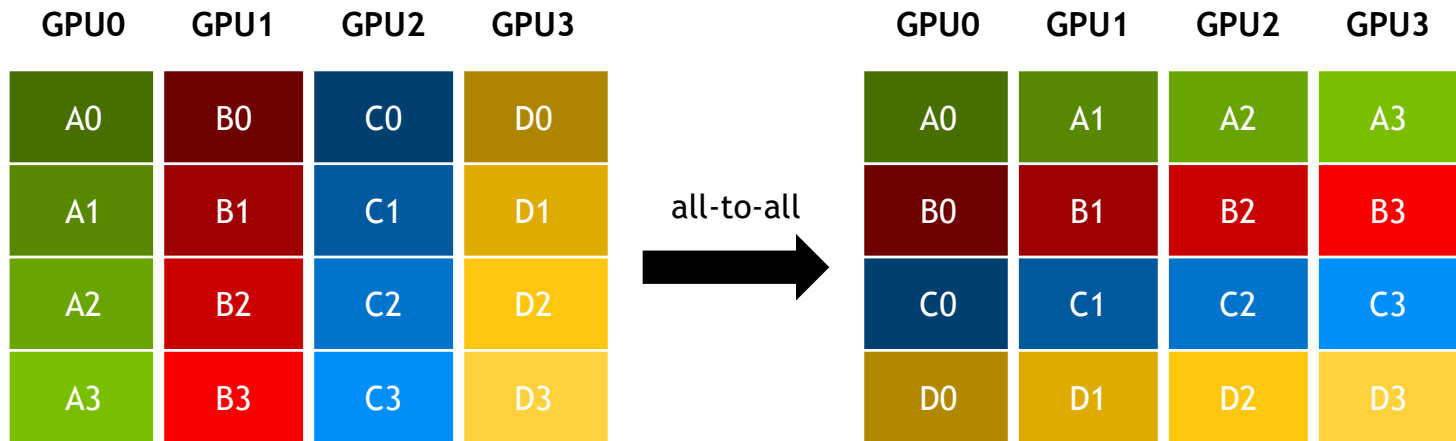 GPU0 GPU1 GPU2 GPU3 GPU0 GPU1 GPU2 GPU3
A0 B0 C0 D0 A0 A1 A2 A3
A1 B1 C1 D1 all-to-all B0 B1 B2 B3
A2 B2 C2 D2 C0 C1 C2 C3
A3 B3 C3 D3 D0 D1 D2 D3